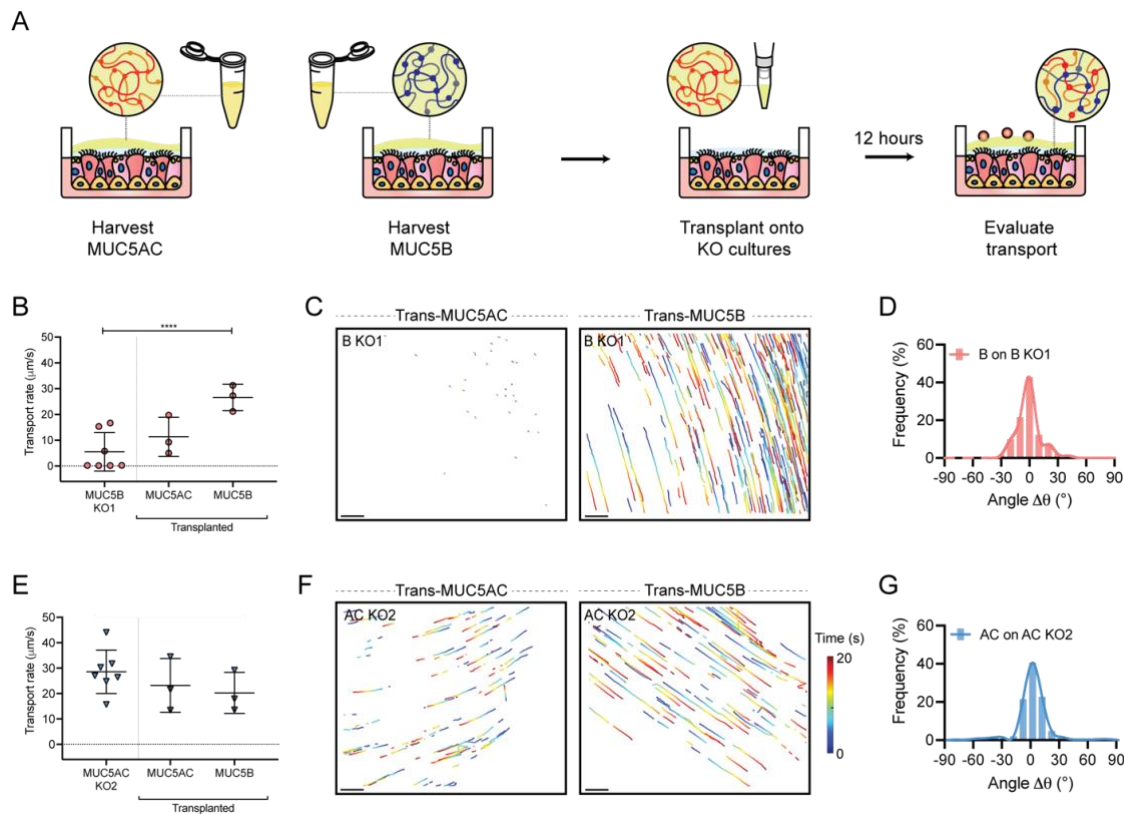 A
12 hours
Harvest
MUC5AC
Harvest
MUC5B
Transplant onto
KO cultures
Evaluate
transport
B
Transport rate (μm/s)
50
40
30
20
10
0
****
MUC5B
KO1
MUC5AC
MUC5B
Transplanted
C
Trans-MUC5AC
Trans-MUC5B
B KO1
B KO1
D
Frequency (%)
60
40
20
0
B on B KO1
-90 -60 -30 0 30 60 90
Angle Δθ (°)
E
Transport rate (μm/s)
50
40
30
20
10
0
MUC5AC
KO2
MUC5AC
MUC5B
Transplanted
F
Trans-MUC5AC
Trans-MUC5B
AC KO2
AC KO2
Time (s)
20
0
G
Frequency (%)
60
40
20
0
AC on AC KO2
-90 -60 -30 0 30 60 90
Angle Δθ (°)